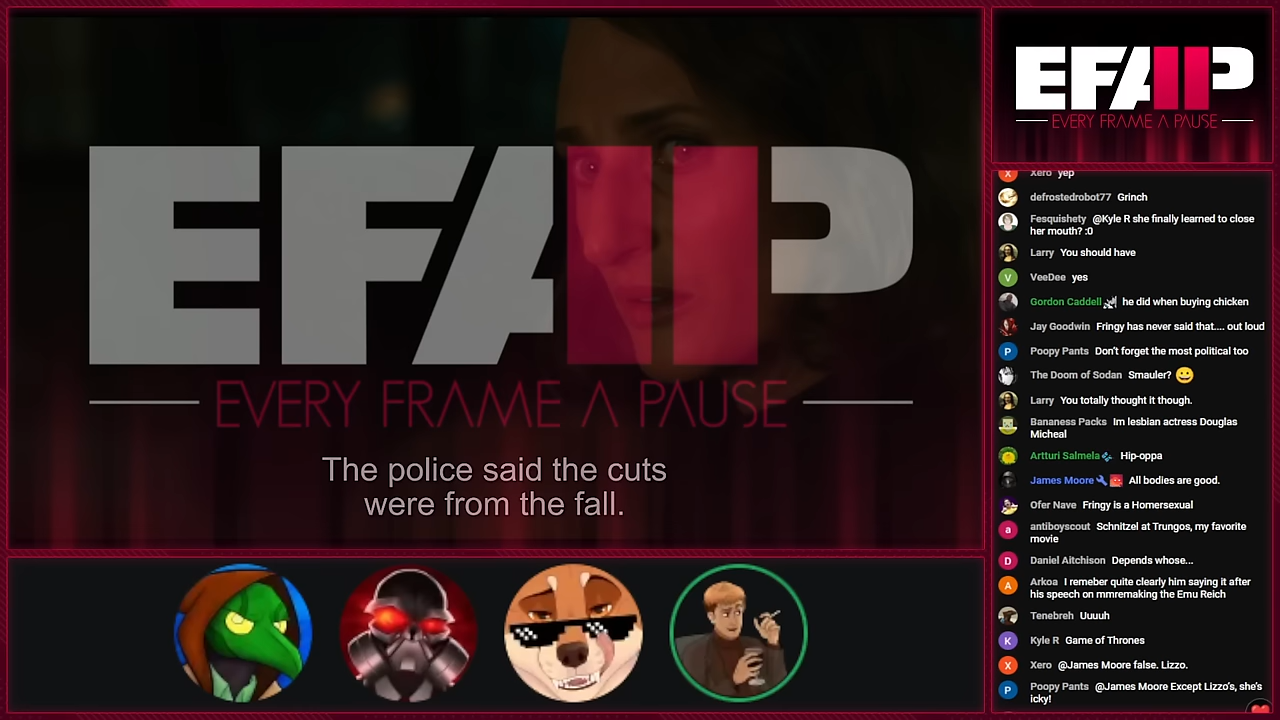 EFAP
EVERY FRAME A PAUSE
The police said the cuts
were from the fall.
EFAP
EVERY FRAME A PAUSE
Xero yep
defrostedrobot77 Grinch
Fesquishety @Kyle R she finally learned to close
her mouth? :0
Larry You should have
V VeeDee yes
Gordon Caddell he did when buying chicken
Jay Goodwin Fringy has never said that.... out loud
P Poopy Pants Don't forget the most political too
The Doom of Sodan Smauler? 😀
Larry You totally thought it though.
Bananess Packs Im lesbian actress Douglas
Micheal
Artturi Salmela Hip-oppa
James Moore All bodies are good.
Ofer Nave Fringy is a Homersexual
a antiboyscout Schnitzel at Trungos, my favorite
movie
D Daniel Aitchison Depends whose...
A Arkoa I remeber quite clearly him saying it after
his speech on mmremaking the Emu Reich
Tenebreh Uuuuh
K Kyle R Game of Thrones
X Xero @James Moore false. Lizzo.
P Poopy Pants @James Moore Except Lizzo's, she's
icky!